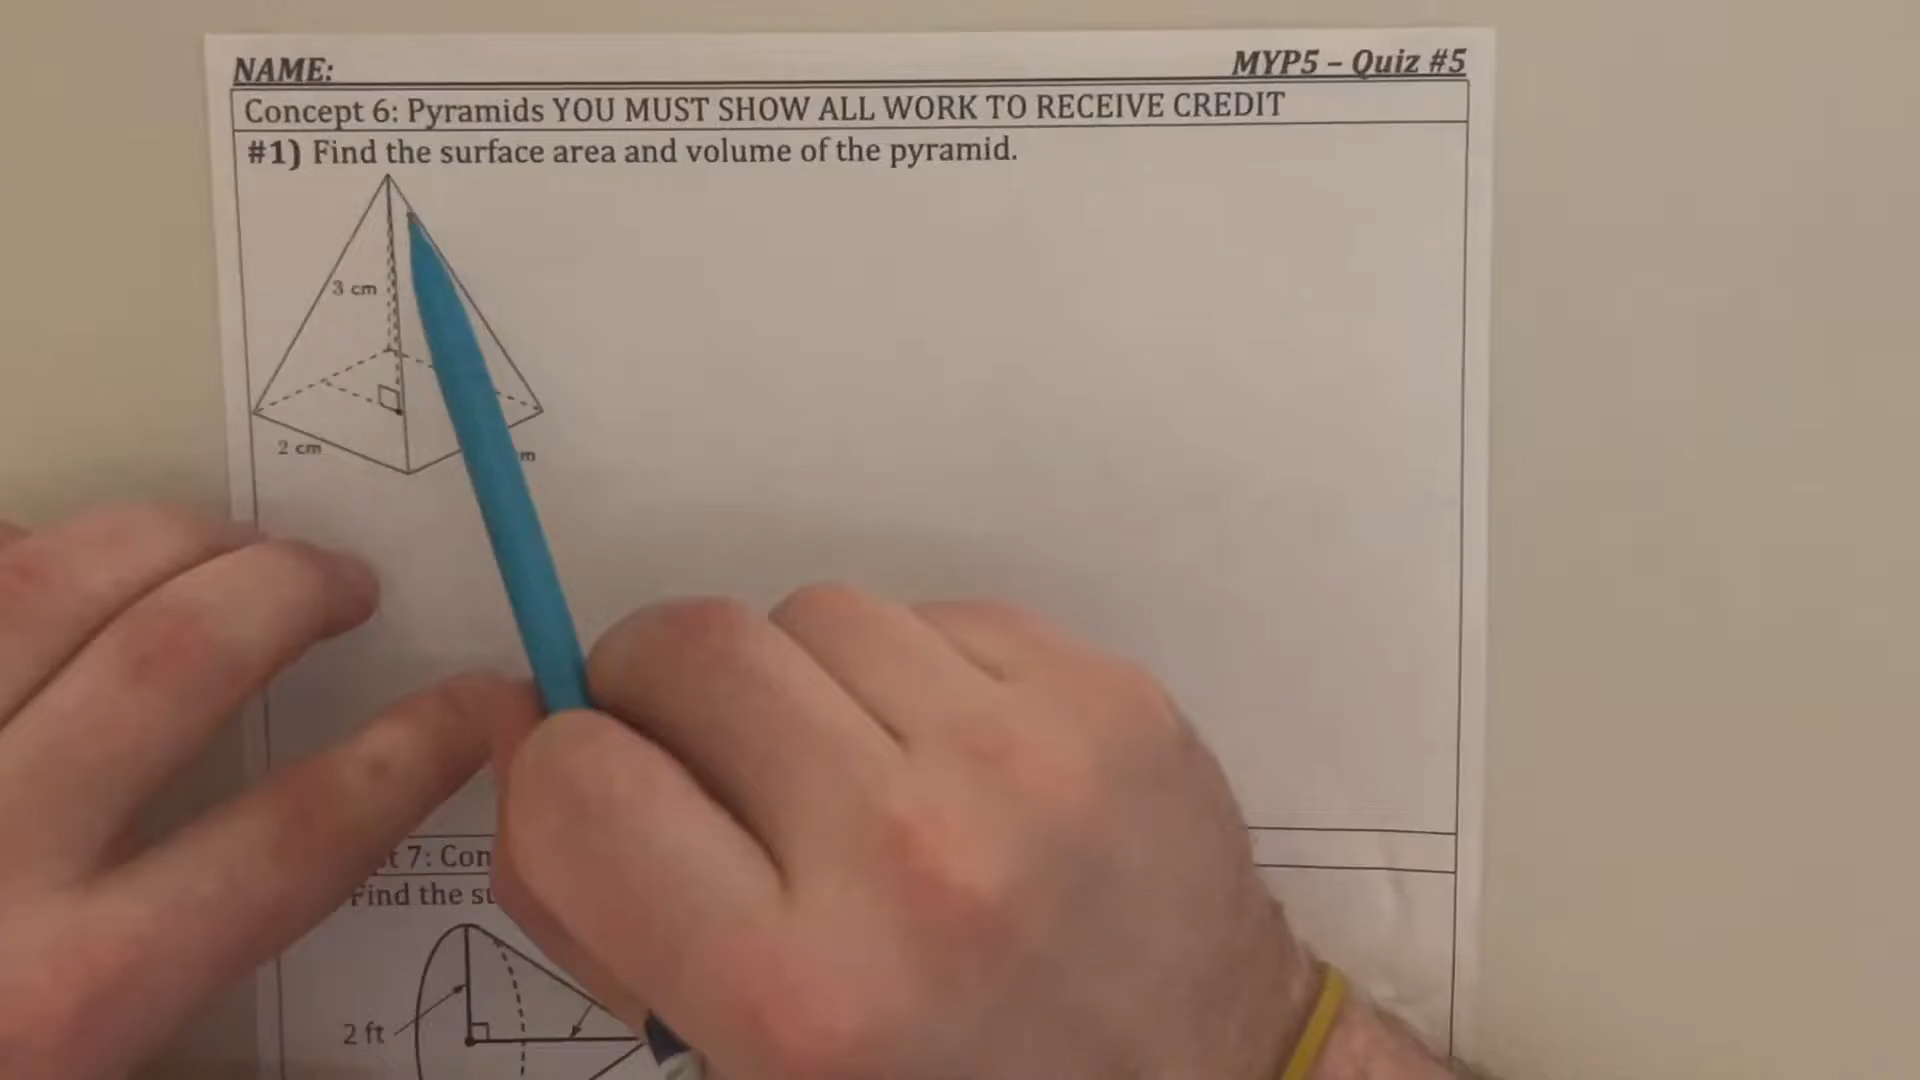 NAME:
MYP5 – Quiz #5
Concept 6: Pyramids YOU MUST SHOW ALL WORK TO RECEIVE CREDIT
#1) Find the surface area and volume of the pyramid.
3 cm
2 cm
m
7: Con
Find the su
2 ft